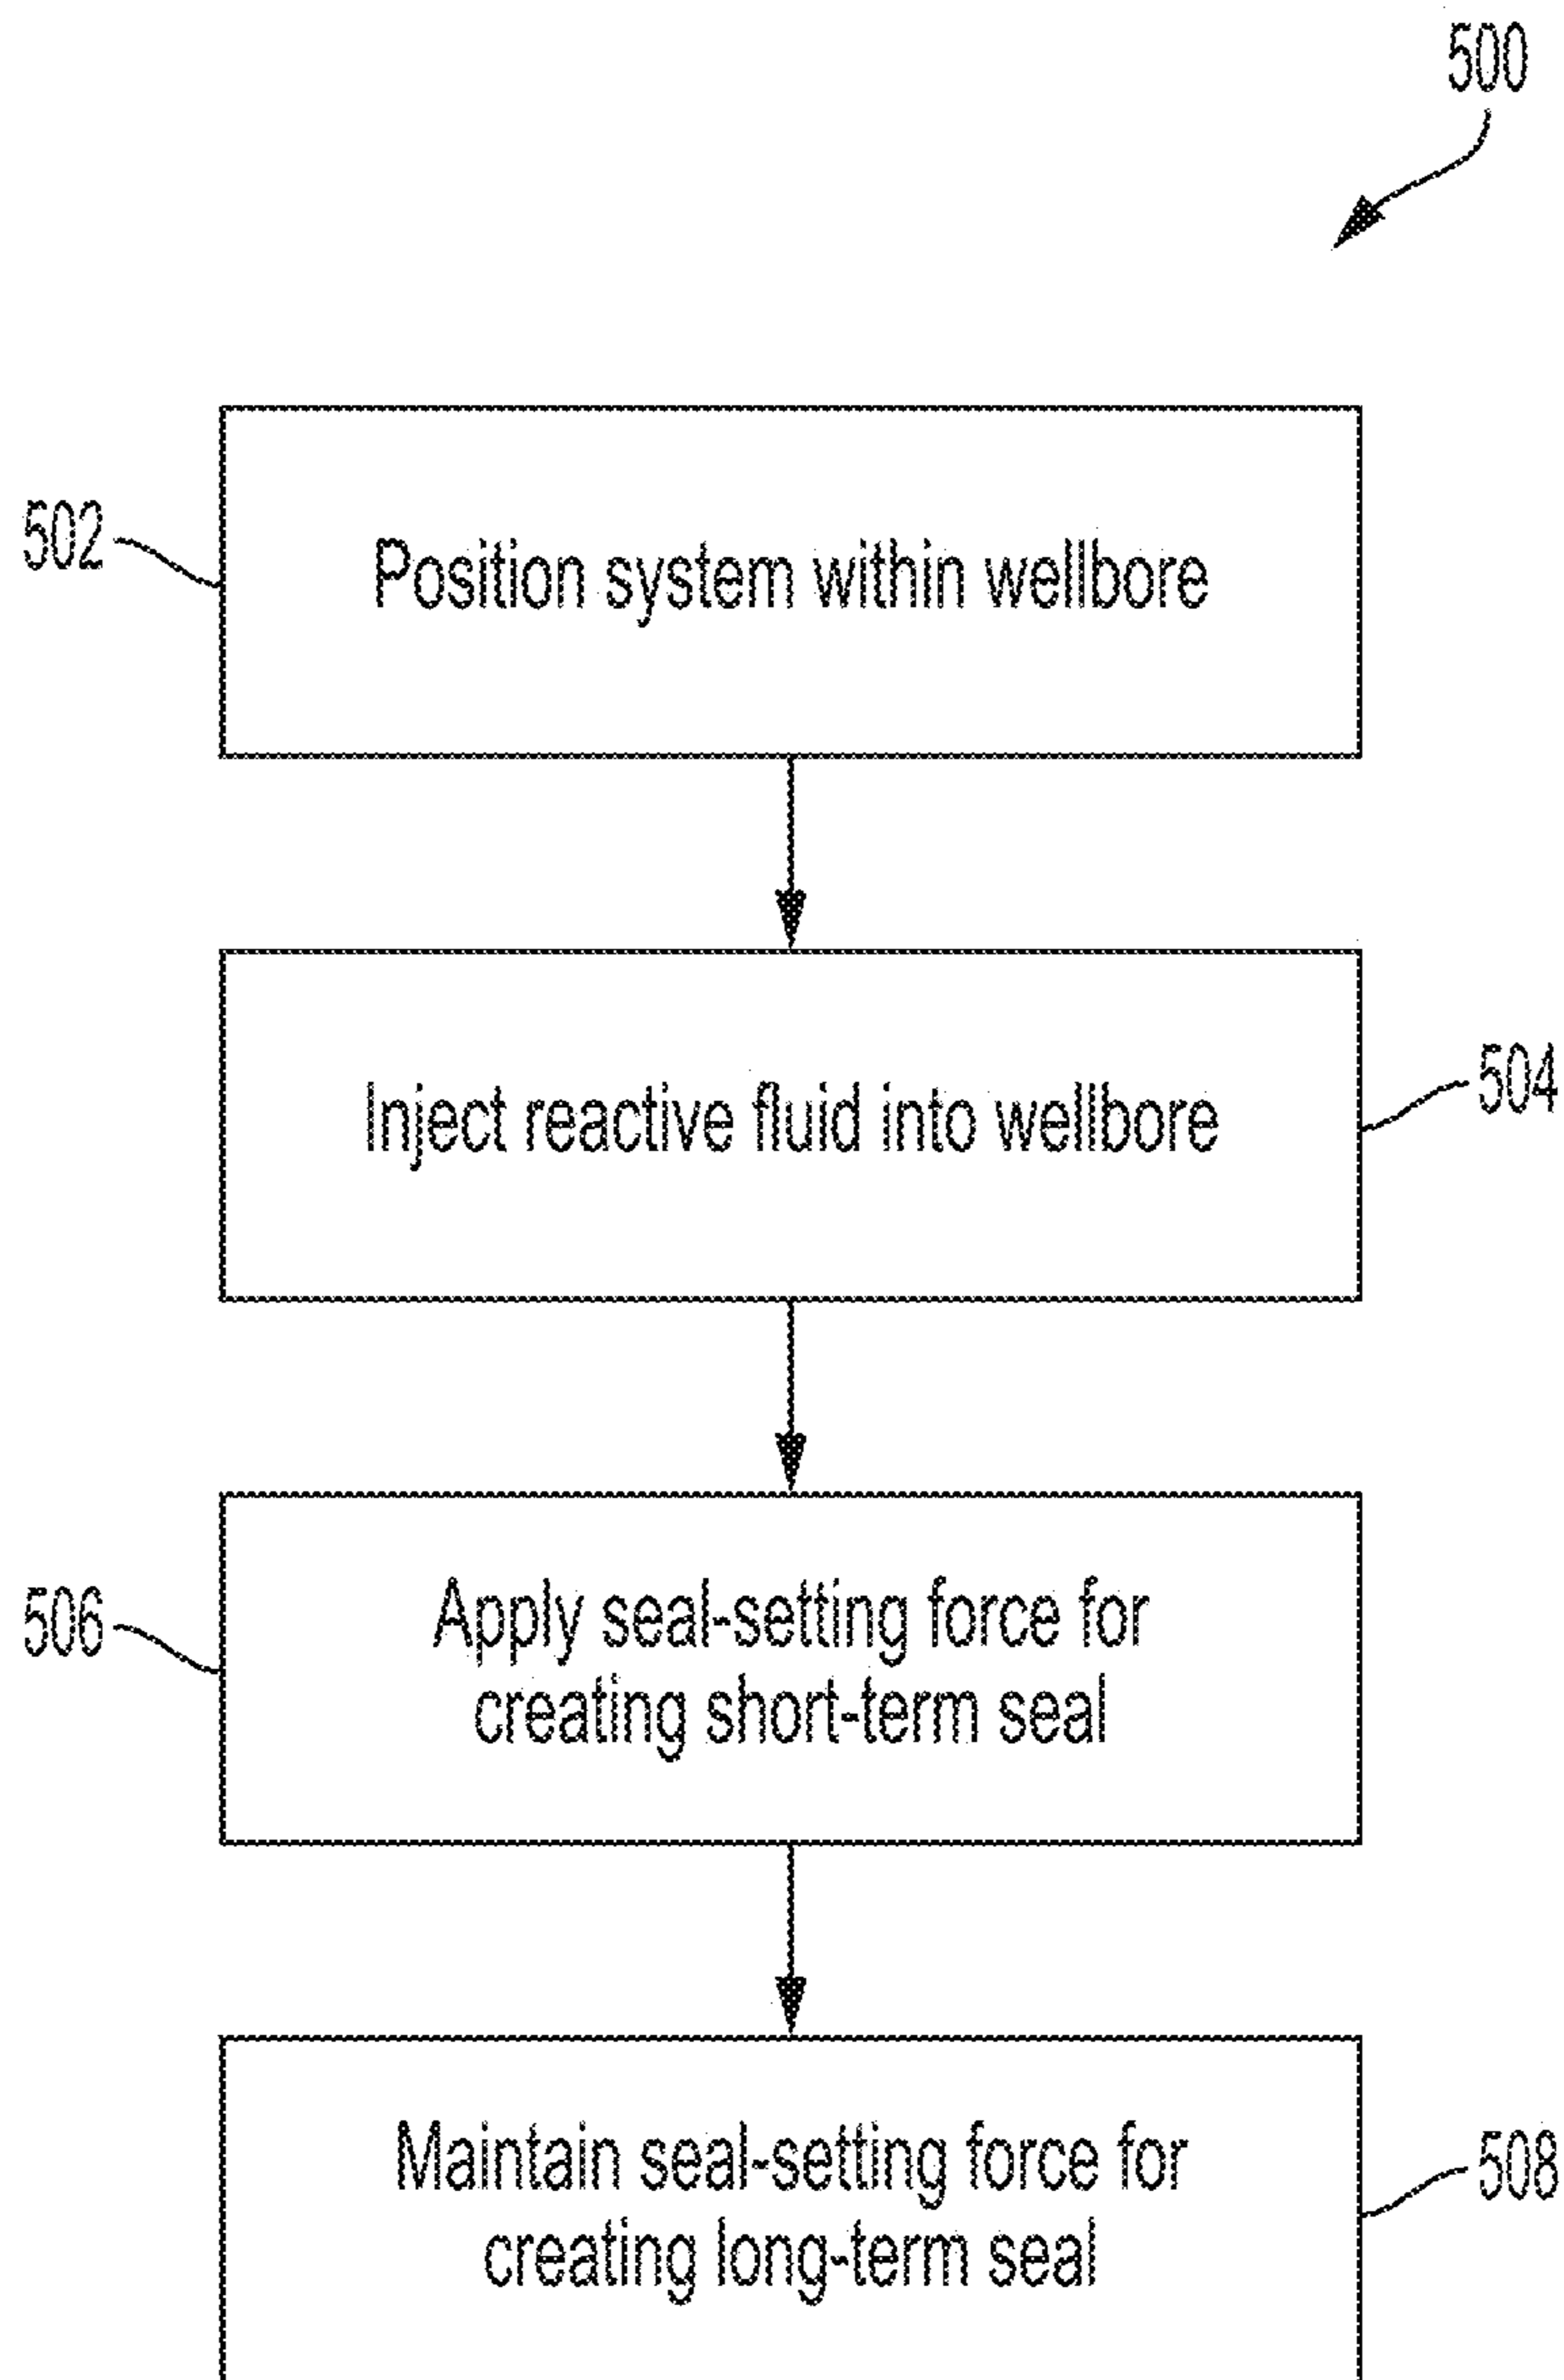 500
502
Position system within wellbore
Inject reactive fluid into wellbore
504
506
Apply seal-setting force for
creating short-term seal
Maintain seal-setting force for
creating long-term seal
508